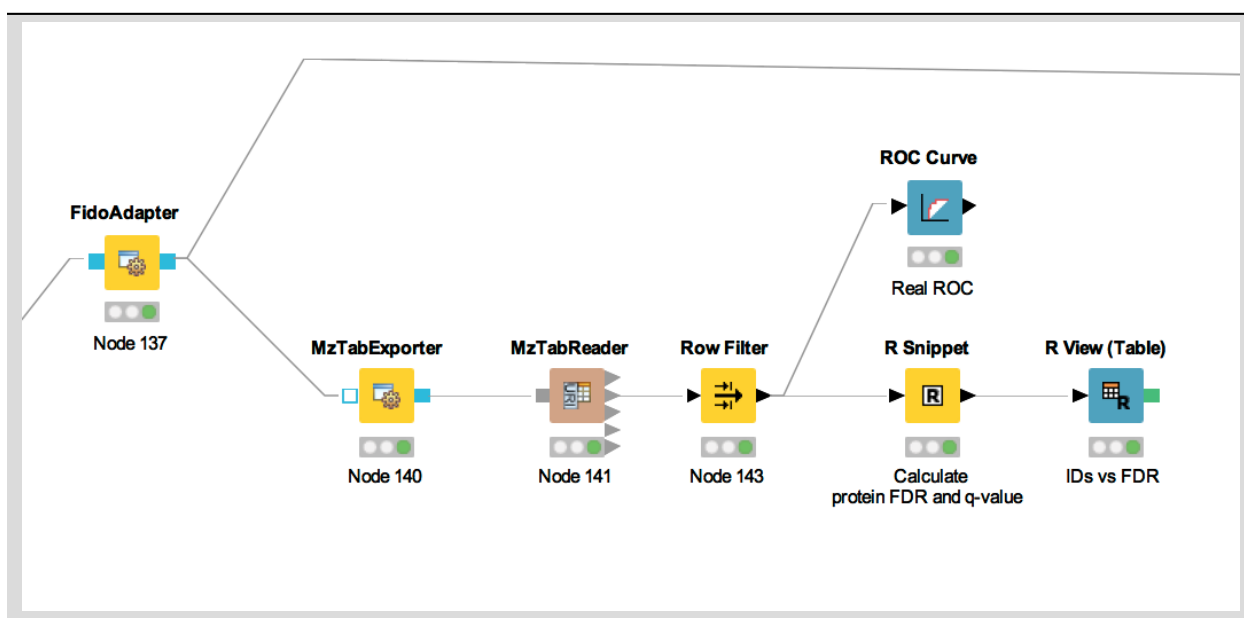 ROC Curve
Real ROC
FidoAdapter
Node 137
MzTabExporter
Node 140
MzTabReader
URI
Node 141
Row Filter
Node 143
R Snippet
R
Calculate
protein FDR and q-value
R View (Table)
R
IDs vs FDR